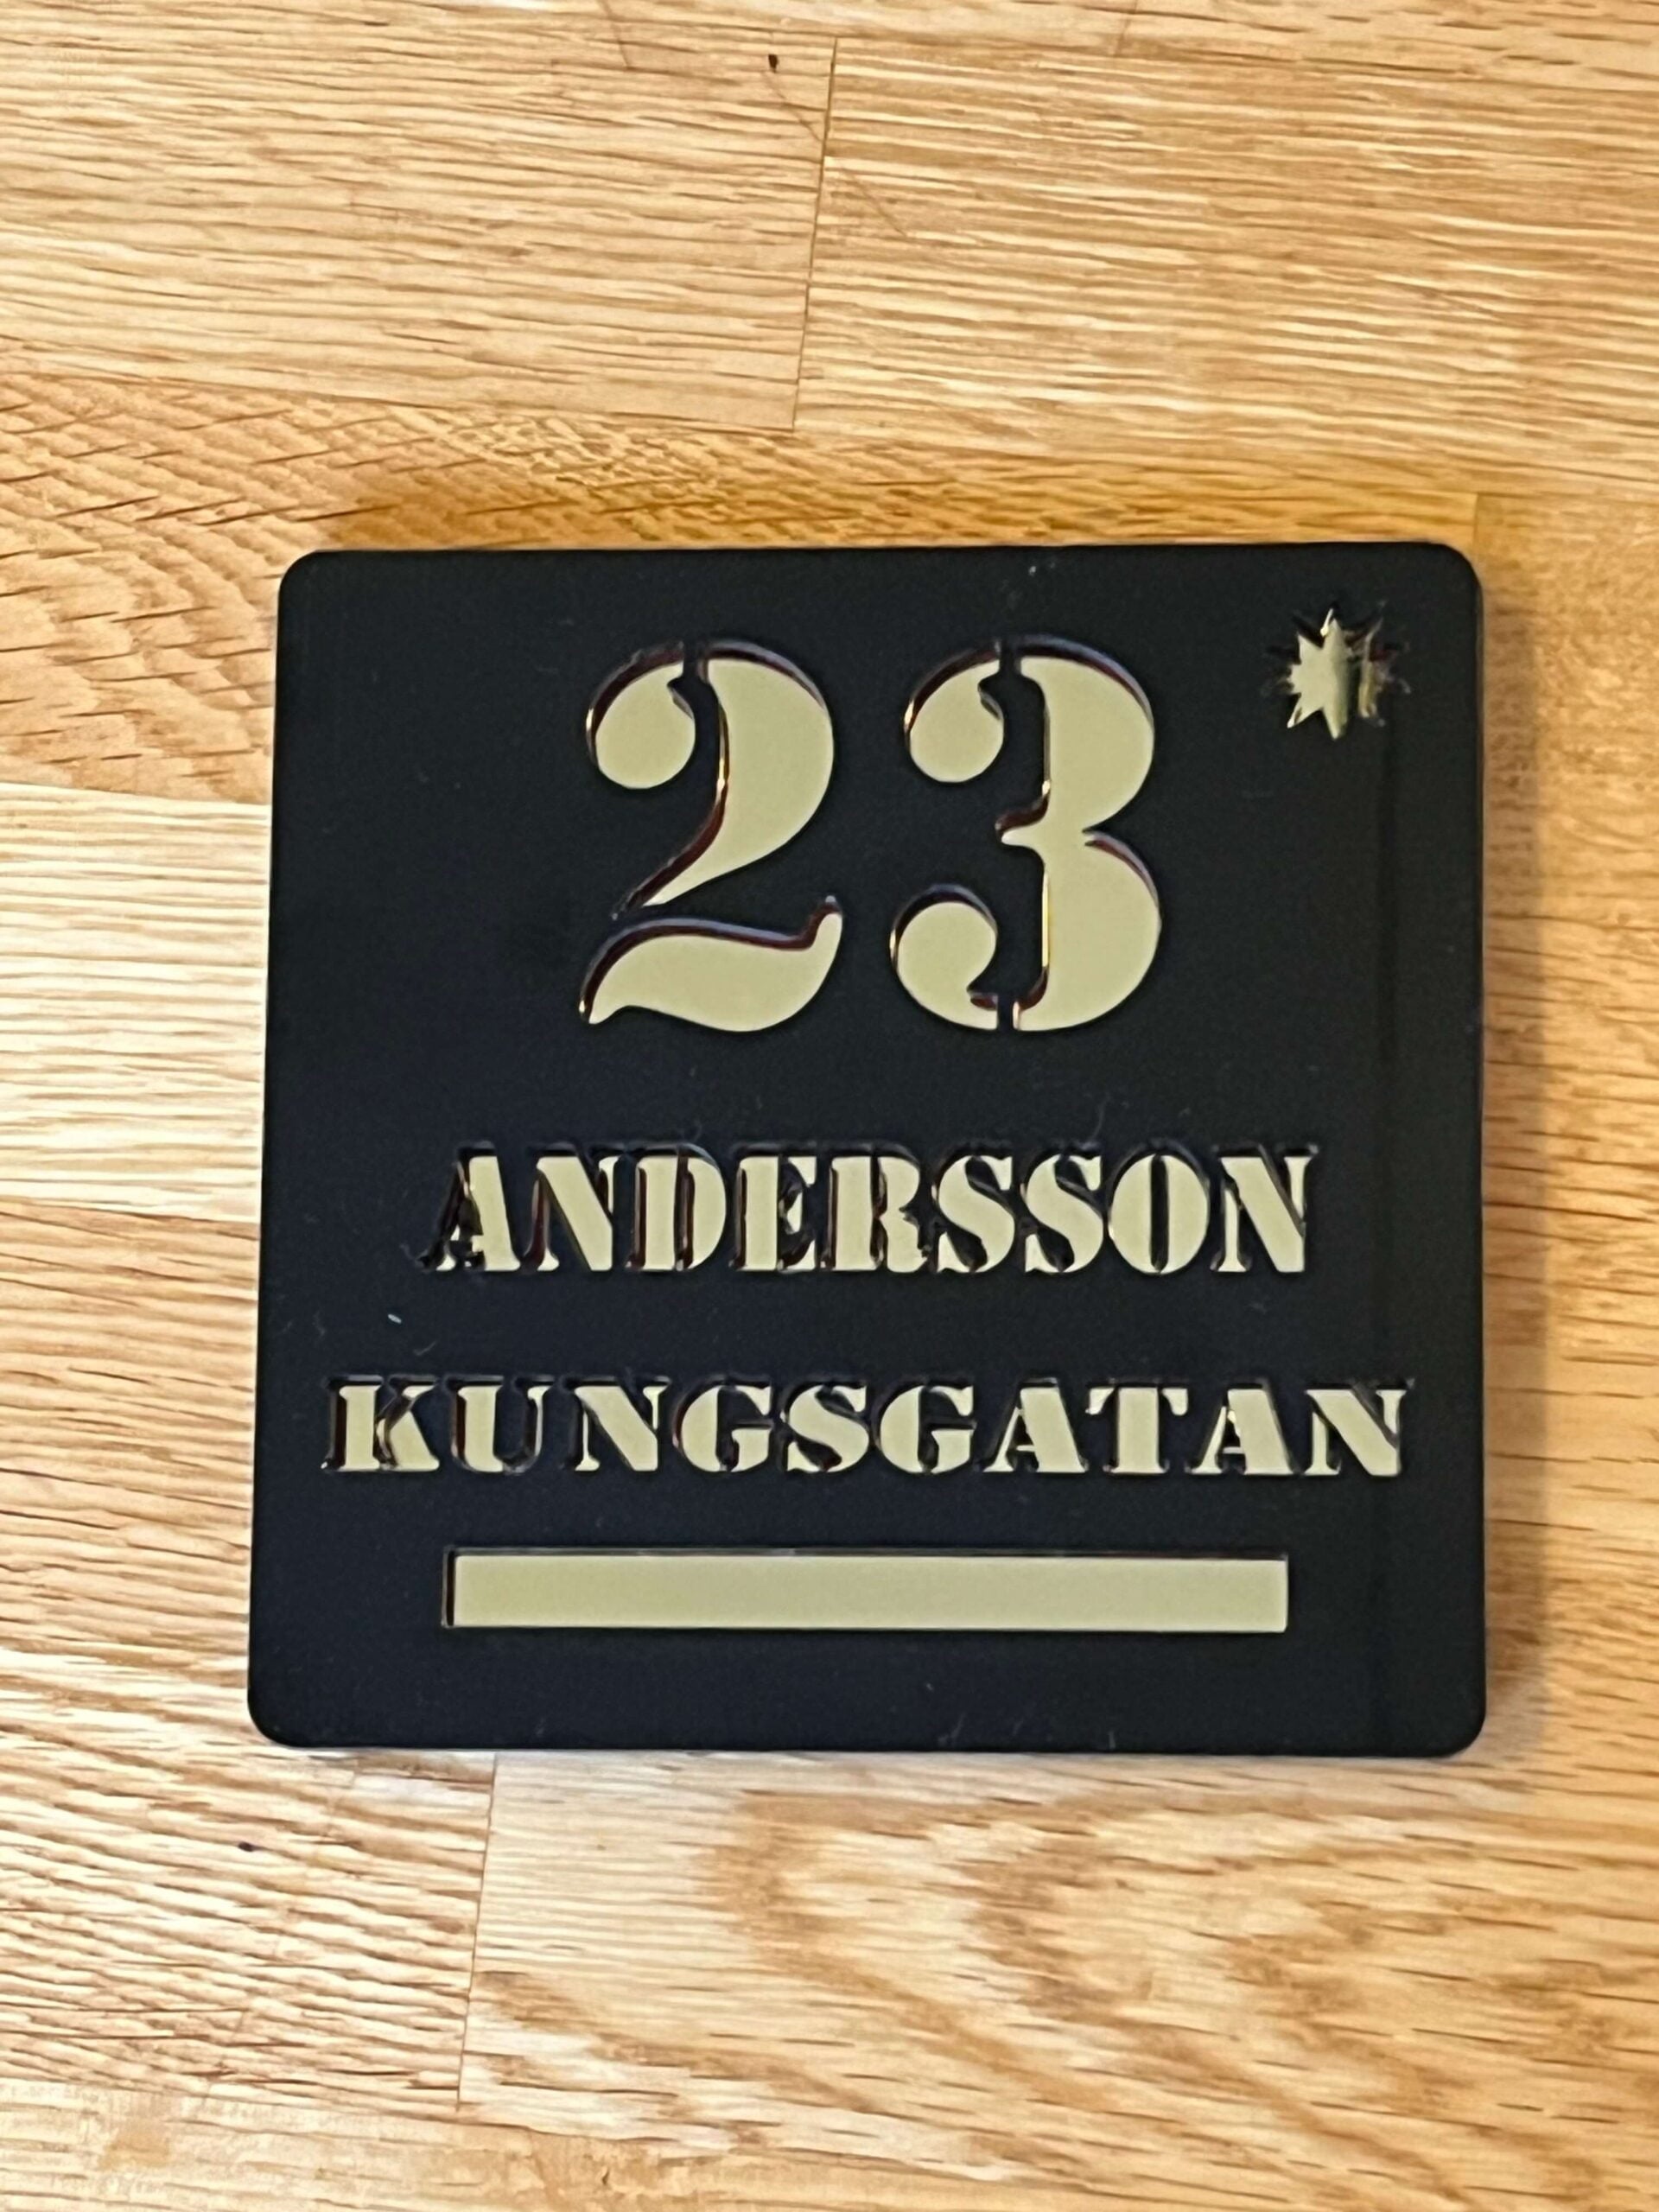 23
ANDERSSON
KUNGSGATAN